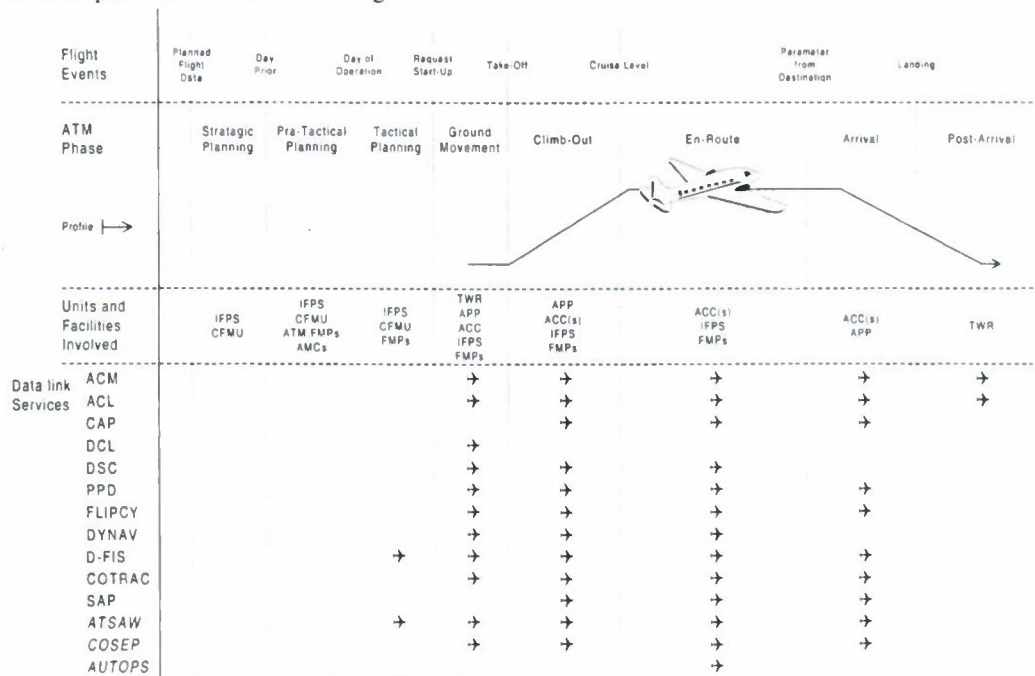 Flight
Events
Planned
Flight
Date
Day
Prior
Day of
Operation
Request
Start-Up
Take-Off
Cruise Level
Parameter
from
Destination
Landing
ATM
Phase
Strategic
Planning
Pre-Tactical
Planning
Tactical
Planning
Ground
Movement
Climb-Out
En-Route
Arrival
Post-Arrival
Profile
Units and
Facilities
Involved
IFPS
CFMU
IFPS
CFMU
ATM FMPs
AMCs
IFPS
CFMU
FMPs
TWR
APP
ACC
IFPS
FMPs
APP
ACC(s)
IFPS
FMPs
ACC(s)
IFPS
FMPs
ACC(s)
APP
TWR
Data link
Services
ACM
ACL
CAP
DCL
DSC
PPD
FLIPCY
DYNAV
D-FIS
COTRAC
SAP
ATSAW
COSEP
AUTOPS